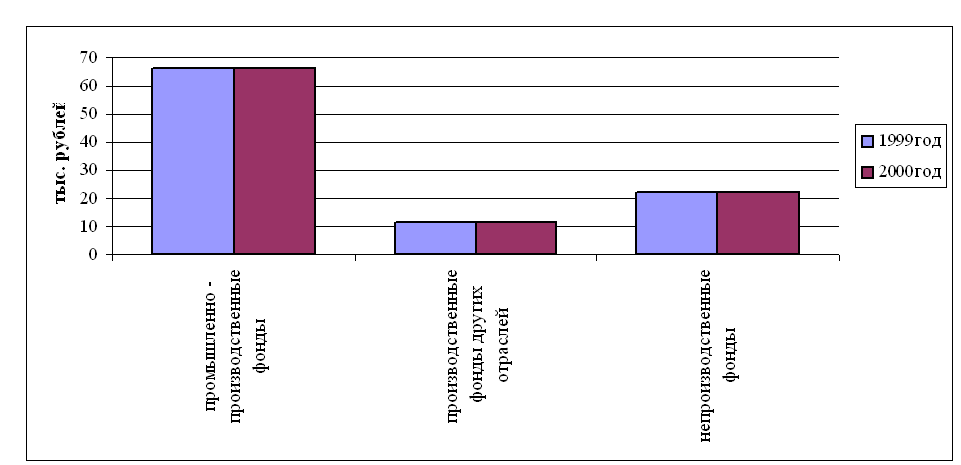 тыс. рублей
70
60
50
40
30
20
10
0
промышленно -
производственные
фонды
производственные
фонды других
отраслей
непроизводственные
фонды
1999год
2000год